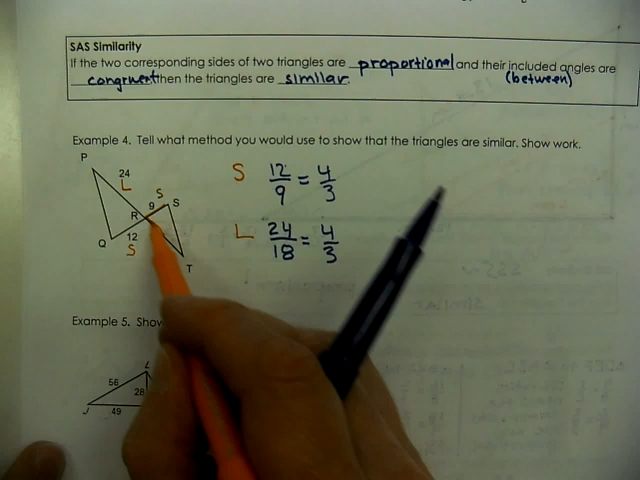 SAS Similarity
If the two corresponding sides of two triangles are proportional and their included angles are
(between)
congruent then the triangles are similar.
Example 4. Tell what method you would use to show that the triangles are similar. Show work.
P
24
L
S
9
S
R
Q
12
S
T
S 12/9 = 4/3
L 24/18 = 4/3
Example 5. Show
L
56
28
J
49